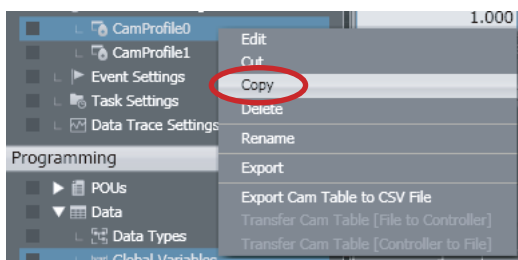 1.000
CamProfile0
CamProfile1
Event Settings
Task Settings
Data Trace Settings
Programming
POUs
Data
Data Types
Global Variables
Edit
Cut
Copy
Delete
Rename
Export
Export Cam Table to CSV File
Transfer Cam Table [File to Controller]
Transfer Cam Table [Controller to File]